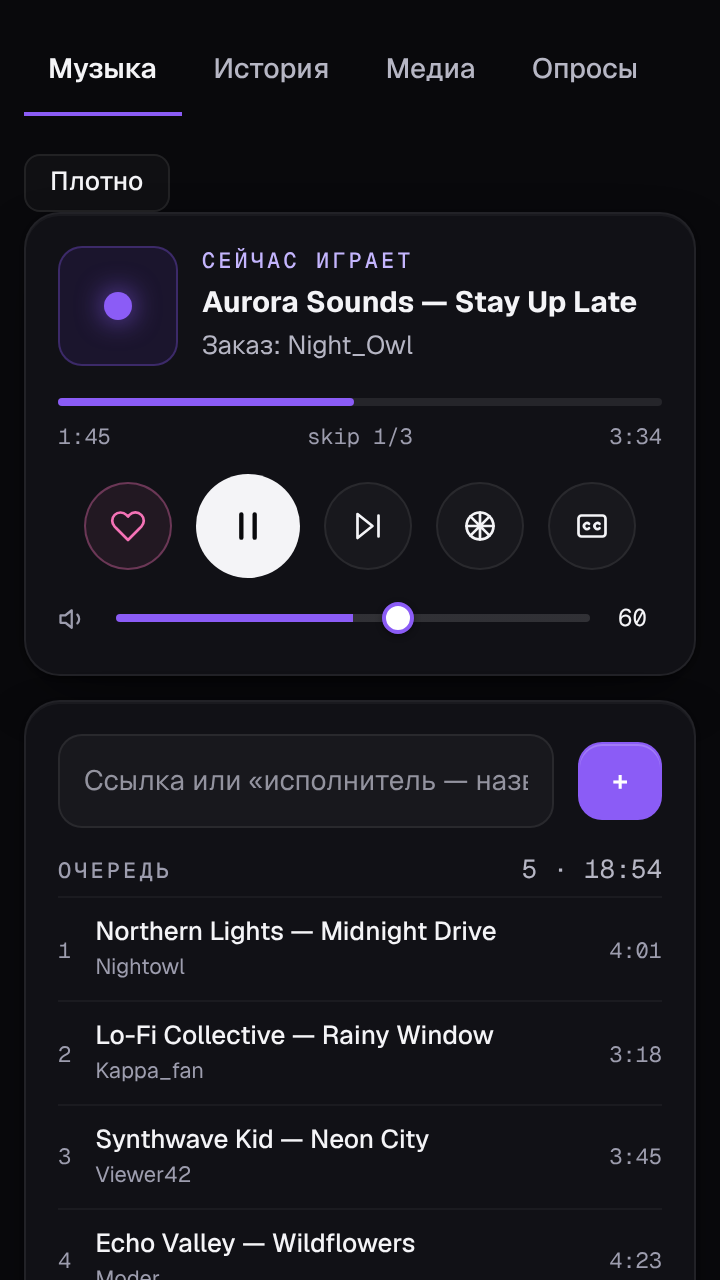 Музыка История Медиа Опросы
Плотно
СЕЙЧАС ИГРАЕТ
Aurora Sounds — Stay Up Late
Заказ: Night_Owl
1:45 skip 1/3 3:34
CC
60
Ссылка или «исполнитель — назв
+
ОЧЕРЕДЬ 5 · 18:54
1 Northern Lights — Midnight Drive 4:01
Nightowl
2 Lo-Fi Collective — Rainy Window 3:18
Kappa_fan
3 Synthwave Kid — Neon City 3:45
Viewer42
4 Echo Valley — Wildflowers 4:23
Moder